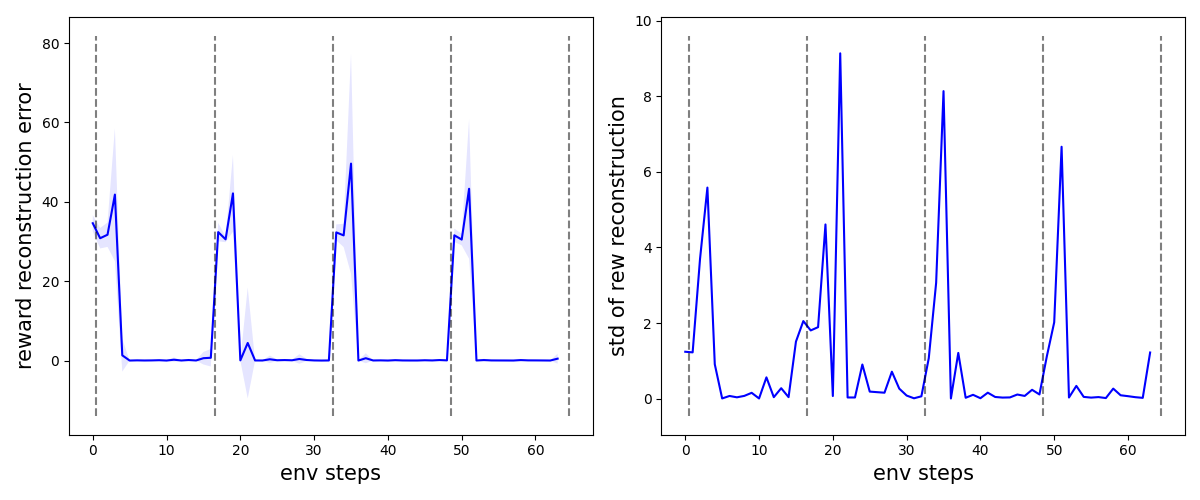 reward reconstruction error
80
60
40
20
0
0 10 20 30 40 50 60
env steps
std of rew reconstruction
10
8
6
4
2
0
0 10 20 30 40 50 60
env steps